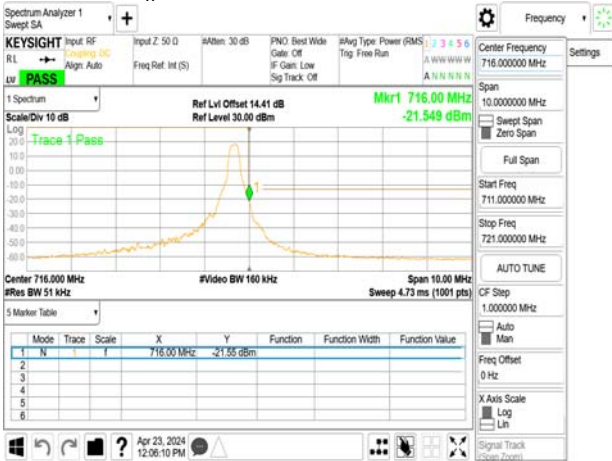 Spectrum Analyzer 1
Swept SA
Frequency
KEYSIGHT Input: RF Input Z: 50 Ω #Atten: 30 dB PNO: Best Wide #Avg Type: Power (RMS 1 2 3 4 5 6
RL Coupling: DC Gate: Off Trig: Free Run A WW WW W
Align: Auto Freq Ref: Int (S) IF Gain: Low
LW PASS Sig Track: Off A N N N N N
1 Spectrum Ref Lvl Offset 14.41 dB Mkr1 716.00 MHz
Scale/Div 10 dB Ref Level 30.00 dBm -21.549 dBm
Log
Trace 1 Pass
20.0
10.0
0.00
-10.0
1
-20.0
-30.0
-40.0
-50.0
-60.0
Center 716.000 MHz #Video BW 160 kHz Span 10.00 MHz
#Res BW 51 kHz Sweep 4.73 ms (1001 pts)
5 Marker Table
Mode Trace Scale X Y Function Function Width Function Value
1 N 1 f 716.00 MHz -21.55 dBm
2
3
4
5
6
Apr 23, 2024
12:06:10 PM
Center Frequency
716.000000 MHz
Settings
Span
10.0000000 MHz
Swept Span
Zero Span
Full Span
Start Freq
711.000000 MHz
Stop Freq
721.000000 MHz
AUTO TUNE
CF Step
1.000000 MHz
Auto
Man
Freq Offset
0 Hz
X Axis Scale
Log
Lin
Signal Track
(Span Zoom)